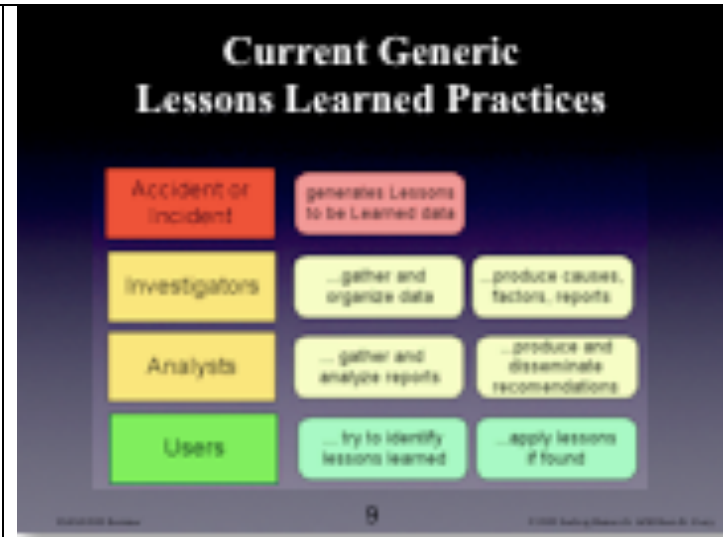 Current Generic
Lessons Learned Practices
Accident or
Incident
generates Lessons
to be Learned data
Investigators
...gather and
organize data
...produce causes,
factors, reports
Analysts
... gather and
analyze reports
...produce and
disseminate
recomendations
Users
... try to identify
lessons learned
...apply lessons
if found
9